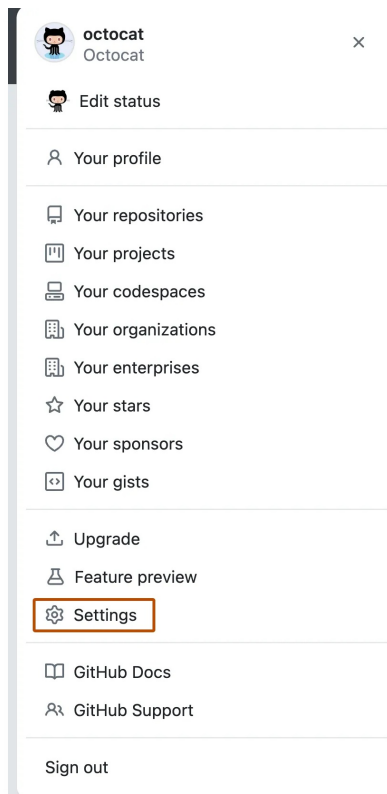 octocat
Octocat
Edit status
Your profile
Your repositories
Your projects
Your codespaces
Your organizations
Your enterprises
Your stars
Your sponsors
Your gists
Upgrade
Feature preview
Settings
GitHub Docs
GitHub Support
Sign out